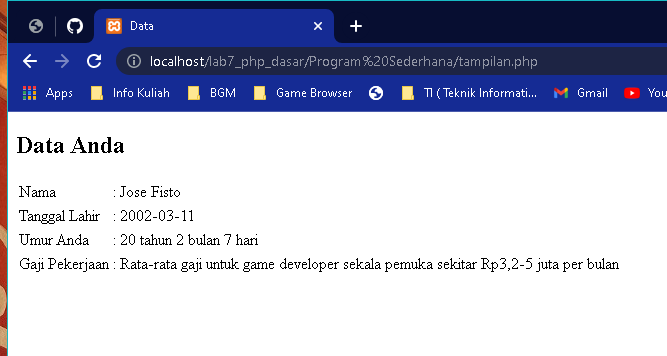 Data
localhost/lab7_php_dasar/Program%20Sederhana/tampilan.php
Apps Info Kuliah BGM Game Browser TI ( Teknik Informati... Gmail You
Data Anda
Nama : Jose Fisto
Tanggal Lahir : 2002-03-11
Umur Anda : 20 tahun 2 bulan 7 hari
Gaji Pekerjaan : Rata-rata gaji untuk game developer sekala pemuka sekitar Rp3,2-5 juta per bulan